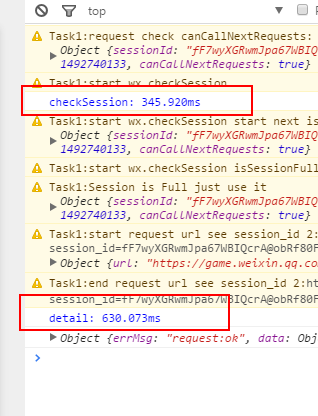 top
Task1:request check canCallNextRequests:
Object {sessionId: "fF7wyXGRwmJpa67WBIQ
1492740133, canCallNextRequests: true}
Task1:start wx.checkSession
checkSession: 345.920ms
Task1:start wx.checkSession start next is
Object {sessionId: "fF7wyXGRwmJpa67WBIQ
1492740133, canCallNextRequests: true}
Task1:start wx.checkSession isSessionFull
Task1:Session is Full just use it
Object {sessionId: "fF7wyXGRwmJpa67WBIQ
1492740133, canCallNextRequests: true}
Task1:start request url see session_id 2:
session_id=fF7wyXGRwmJpa67WBIQcrA@obRf80F
Object {url: "https://game.weixin.qq.co
Task1:end request url see session_id 2:ht
session_id=fF7wyXGRwmJpa67WBIQcrA@obRf80F
detail: 630.073ms
Object {errMsg: "request:ok", data: Obj